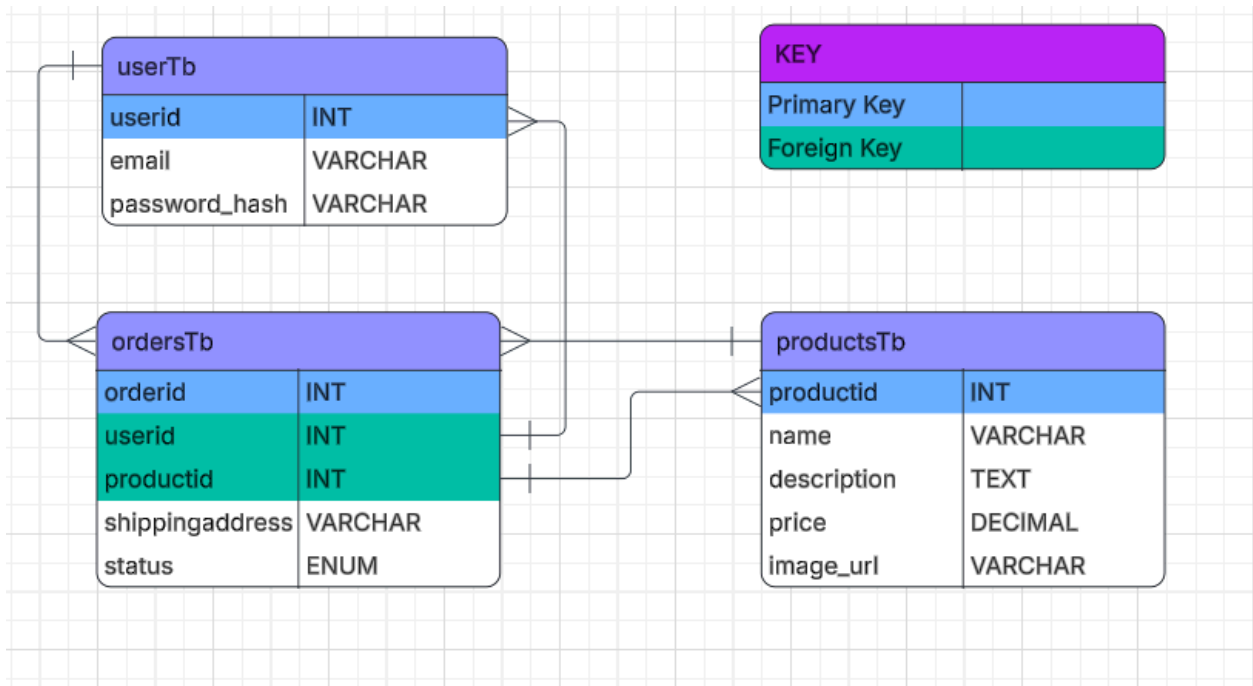 userTb
userid INT
email VARCHAR
password_hash VARCHAR
KEY
Primary Key
Foreign Key
ordersTb
orderid INT
userid INT
productid INT
shippingaddress VARCHAR
status ENUM
productsTb
productid INT
name VARCHAR
description TEXT
price DECIMAL
image_url VARCHAR